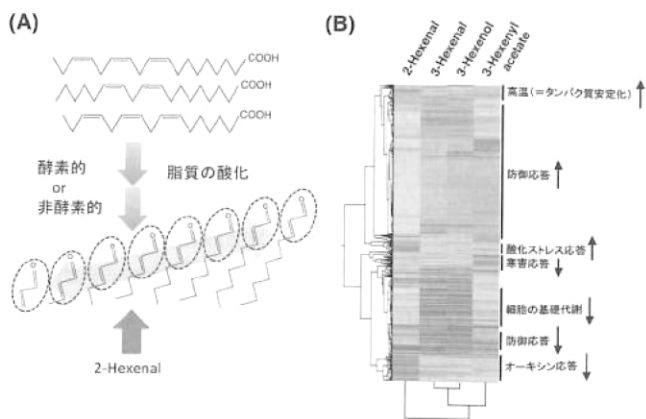 (A)
COOH
COOH
COOH
酵素的
or
非酵素的
脂質の酸化
2-Hexenal
(B)
2-Hexenal
3-Hexenal
3-Hexenol
3-Hexenyl
acetate
高温(=タンパク質安定化)
防御応答
酸化ストレス応答
寒害応答
細胞の基礎代謝
防御応答
オーキシン応答